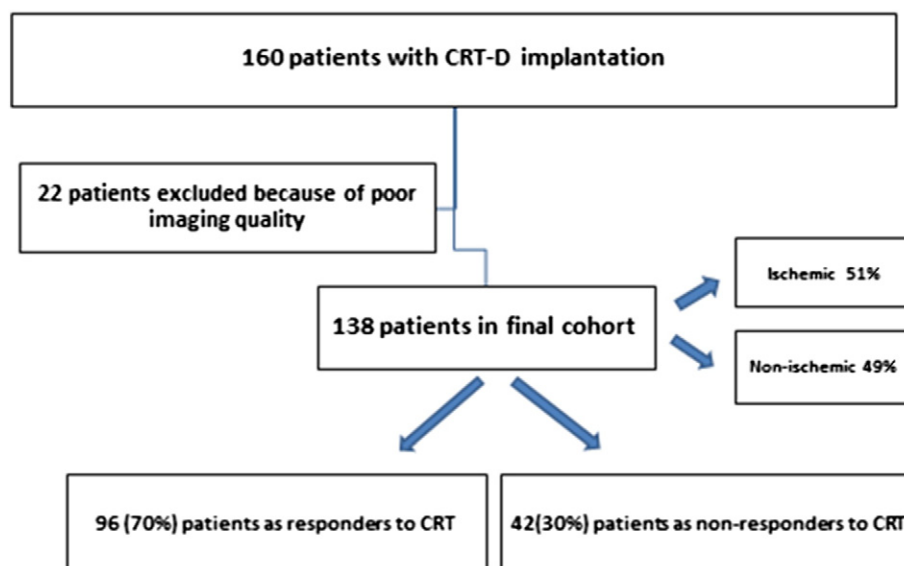 160 patients with CRT-D implantation
22 patients excluded because of poor
imaging quality
138 patients in final cohort
Ischemic 51%
Non-ischemic 49%
96 (70%) patients as responders to CRT
42(30%) patients as non-responders to CRT